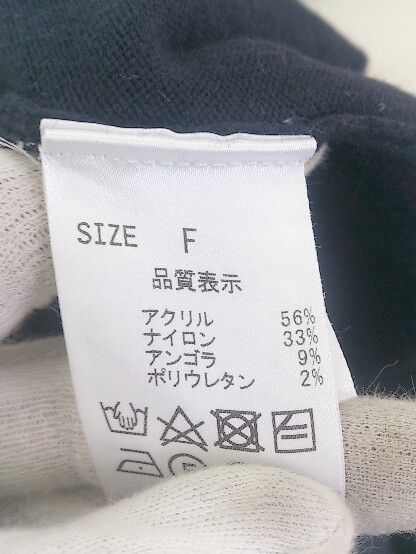 SIZE F
品質表示
アクリル 56%
ナイロン 33%
アンゴラ 9%
ポリウレタン 2%